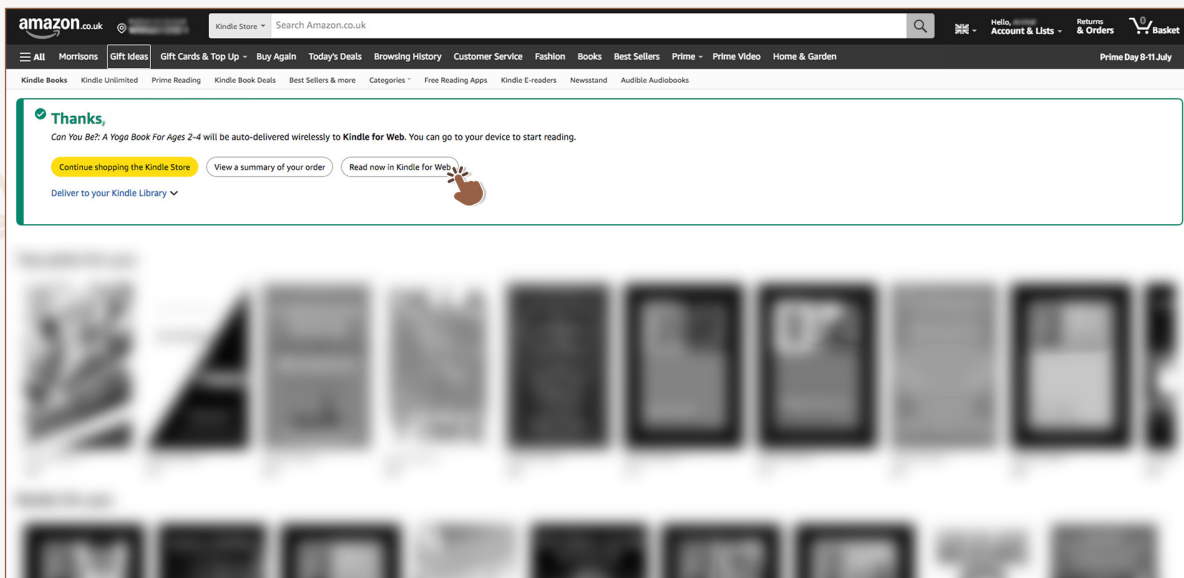 amazon.co.uk
Kindle Store
Search Amazon.co.uk
Hello,
Account & Lists
Returns
& Orders
0
Basket
All Morrisons Gift Ideas Gift Cards & Top Up Buy Again Today's Deals Browsing History Customer Service Fashion Books Best Sellers Prime Prime Video Home & Garden Prime Day 8-11 July
Kindle Books Kindle Unlimited Prime Reading Kindle Book Deals Best Sellers & more Categories Free Reading Apps Kindle E-readers Newsstand Audible Audiobooks
Thanks,
Can You Be?: A Yoga Book For Ages 2-4 will be auto-delivered wirelessly to Kindle for Web. You can go to your device to start reading.
Continue shopping the Kindle Store View a summary of your order Read now in Kindle for Web
Deliver to your Kindle Library